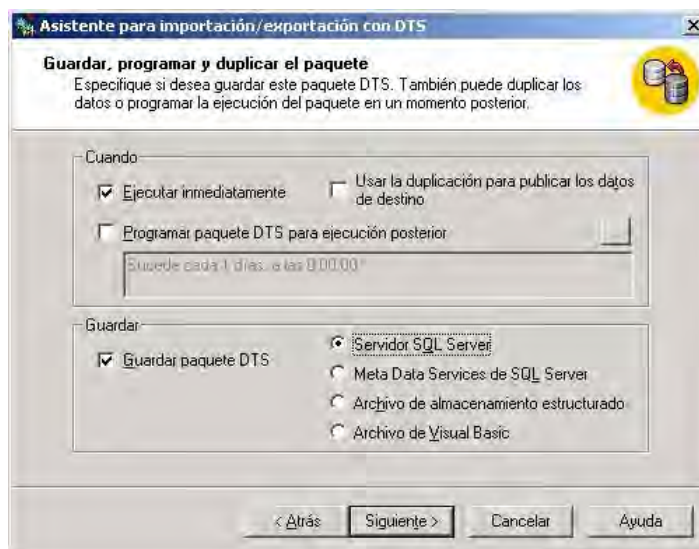 Asistente para importación/exportación con DTS
Guardar, programar y duplicar el paquete
Especifique si desea guardar este paquete DTS. También puede duplicar los
datos o programar la ejecución del paquete en un momento posterior.
Cuando
Ejecutar inmediatamente
Usar la duplicación para publicar los datos
de destino
Programar paquete DTS para ejecución posterior
...
Sucede cada 1 días, a las 0:00:00
Guardar
Guardar paquete DTS
Servidor SQL Server
Meta Data Services de SQL Server
Archivo de almacenamiento estructurado
Archivo de Visual Basic
< Atrás
Siguiente >
Cancelar
Ayuda